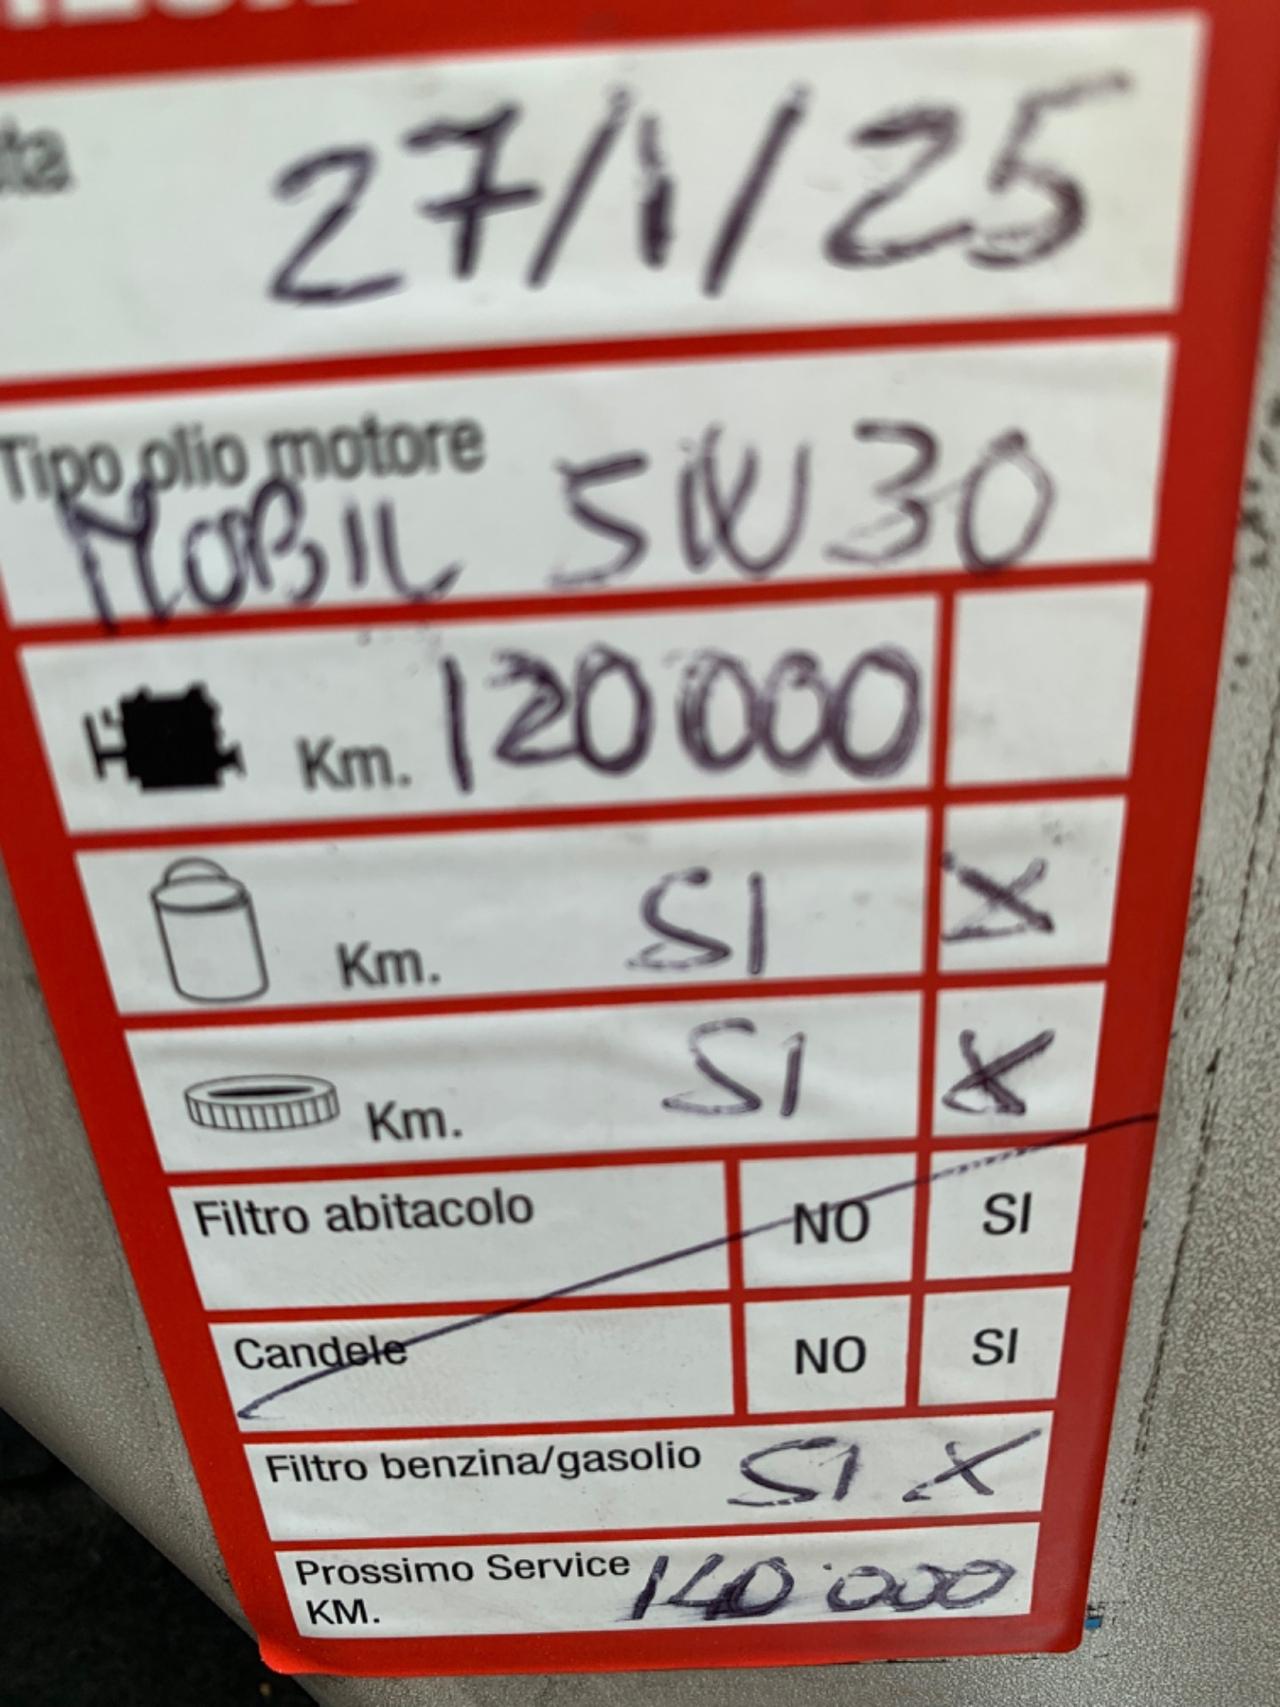 27/1/25
Tipo olio motore
MOBIL 5W30
Km. 120000
Km. SI X
Km. SI X
Filtro abitacolo NO SI
Candele NO SI
Filtro benzina/gasolio SI X
Prossimo Service
KM. 140'000